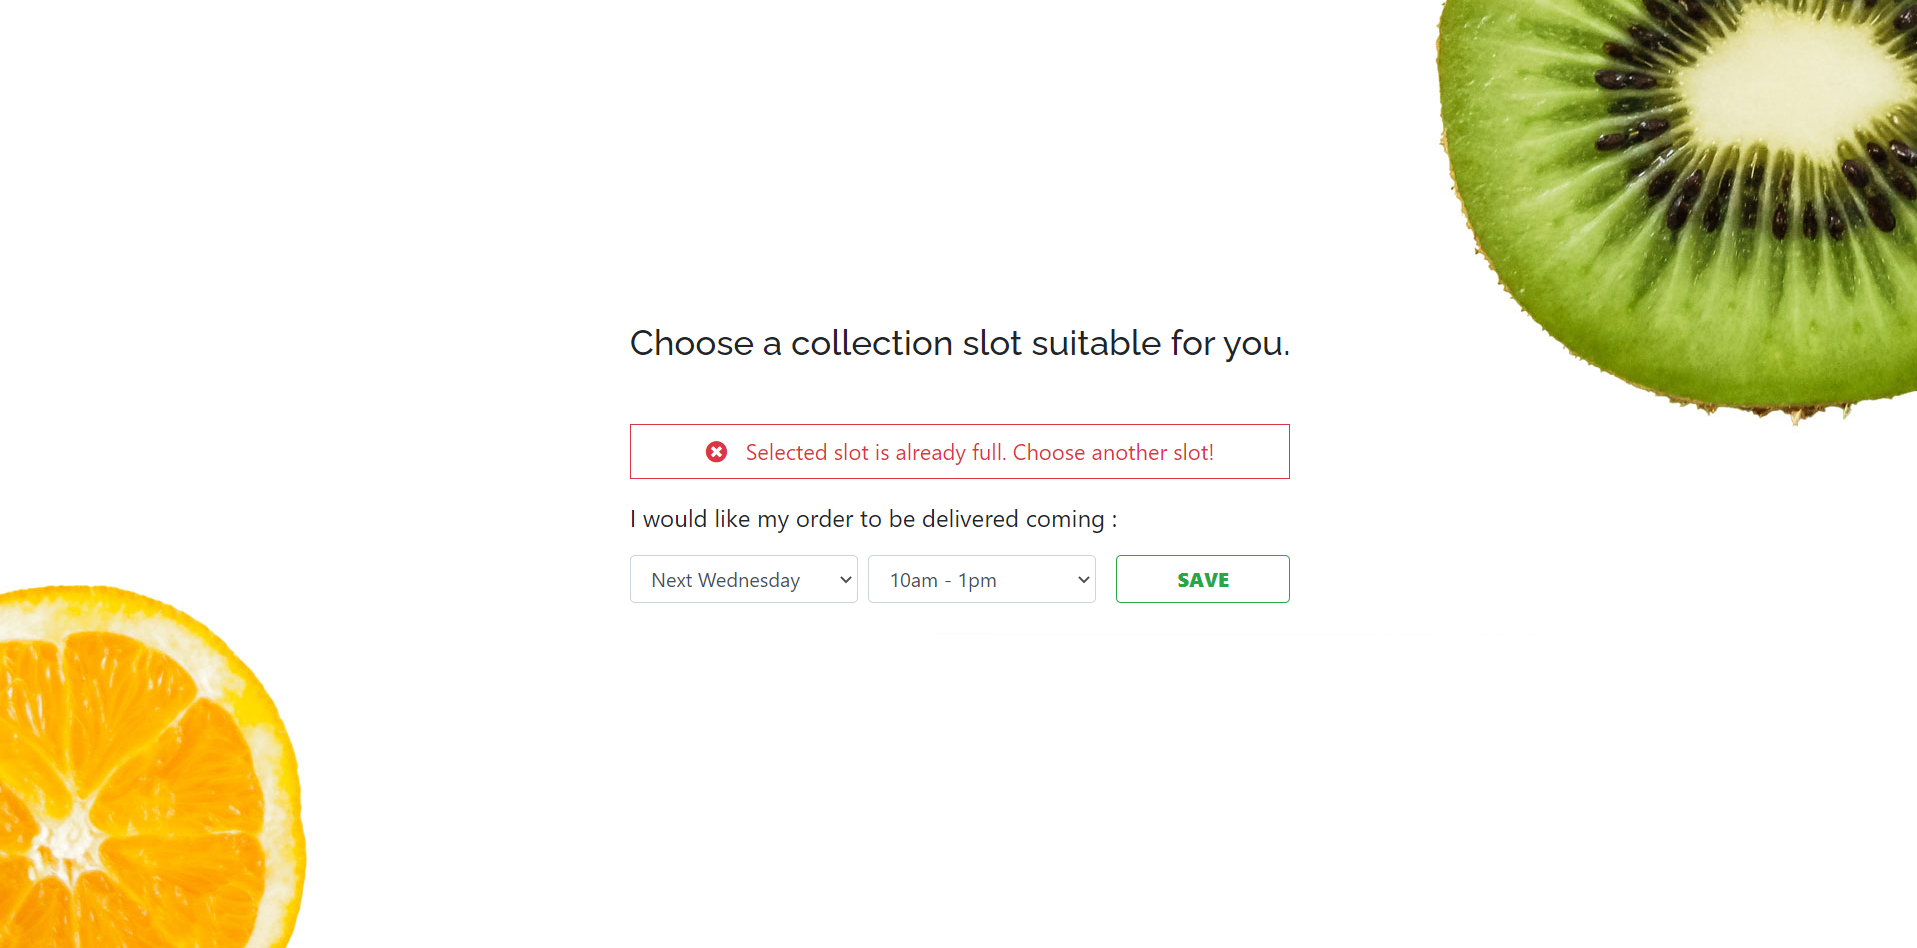 Choose a collection slot suitable for you.
Selected slot is already full. Choose another slot!
I would like my order to be delivered coming :
Next Wednesday
10am - 1pm
SAVE